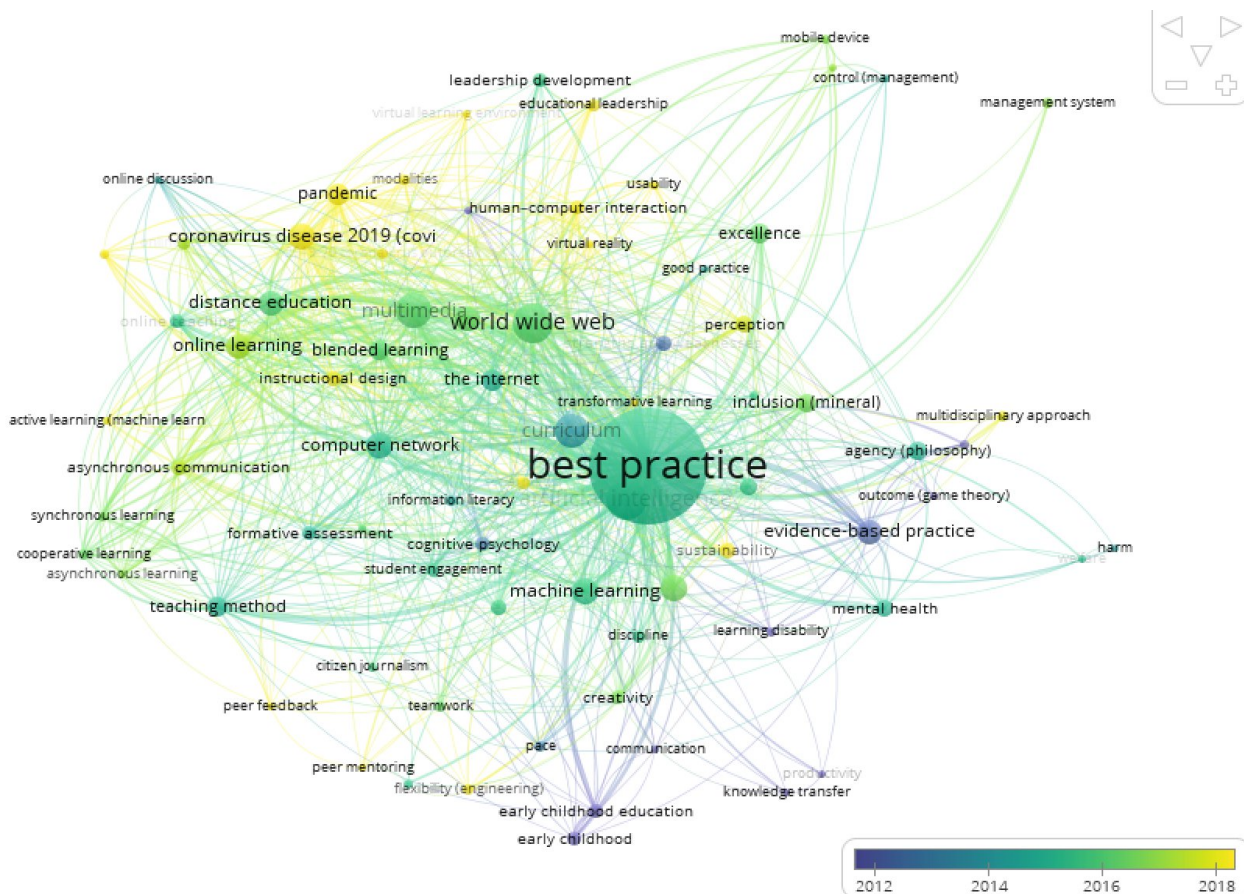 mobile device
leadership development
control (management)
educational leadership
management system
virtual learning environment
online discussion
modalities
usability
pandemic
human–computer interaction
coronavirus disease 2019 (covi
excellence
virtual reality
good practice
distance education
multimedia
world wide web
online teaching
perception
online learning
blended learning
instructional design
the internet
transformative learning
inclusion (mineral)
multidisciplinary approach
active learning (machine learn
curriculum
computer network
agency (philosophy)
best practice
asynchronous communication
information literacy
artificial intelligence
outcome (game theory)
synchronous learning
formative assessment
evidence-based practice
cognitive psychology
cooperative learning
sustainability
harm
welfare
asynchronous learning
student engagement
machine learning
teaching method
mental health
discipline
learning disability
citizen journalism
creativity
peer feedback
teamwork
pace
communication
peer mentoring
productivity
flexibility (engineering)
knowledge transfer
early childhood education
early childhood
2012
2014
2016
2018